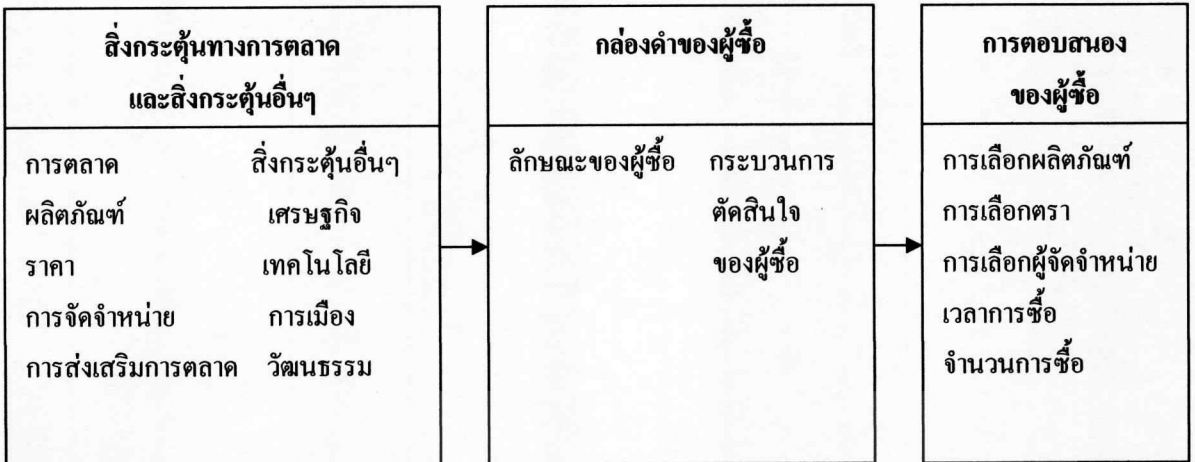 สิ่งกระตุ้นทางการตลาด
และสิ่งกระตุ้นอื่นๆ
การตลาด สิ่งกระตุ้นอื่นๆ
ผลิตภัณฑ์ เศรษฐกิจ
ราคา เทคโนโลยี
การจัดจำหน่าย การเมือง
การส่งเสริมการตลาด วัฒนธรรม
กล่องดำของผู้ซื้อ
ลักษณะของผู้ซื้อ กระบวนการ
ตัดสินใจ
ของผู้ซื้อ
การตอบสนอง
ของผู้ซื้อ
การเลือกผลิตภัณฑ์
การเลือกตรา
การเลือกผู้จัดจำหน่าย
เวลาการซื้อ
จำนวนการซื้อ